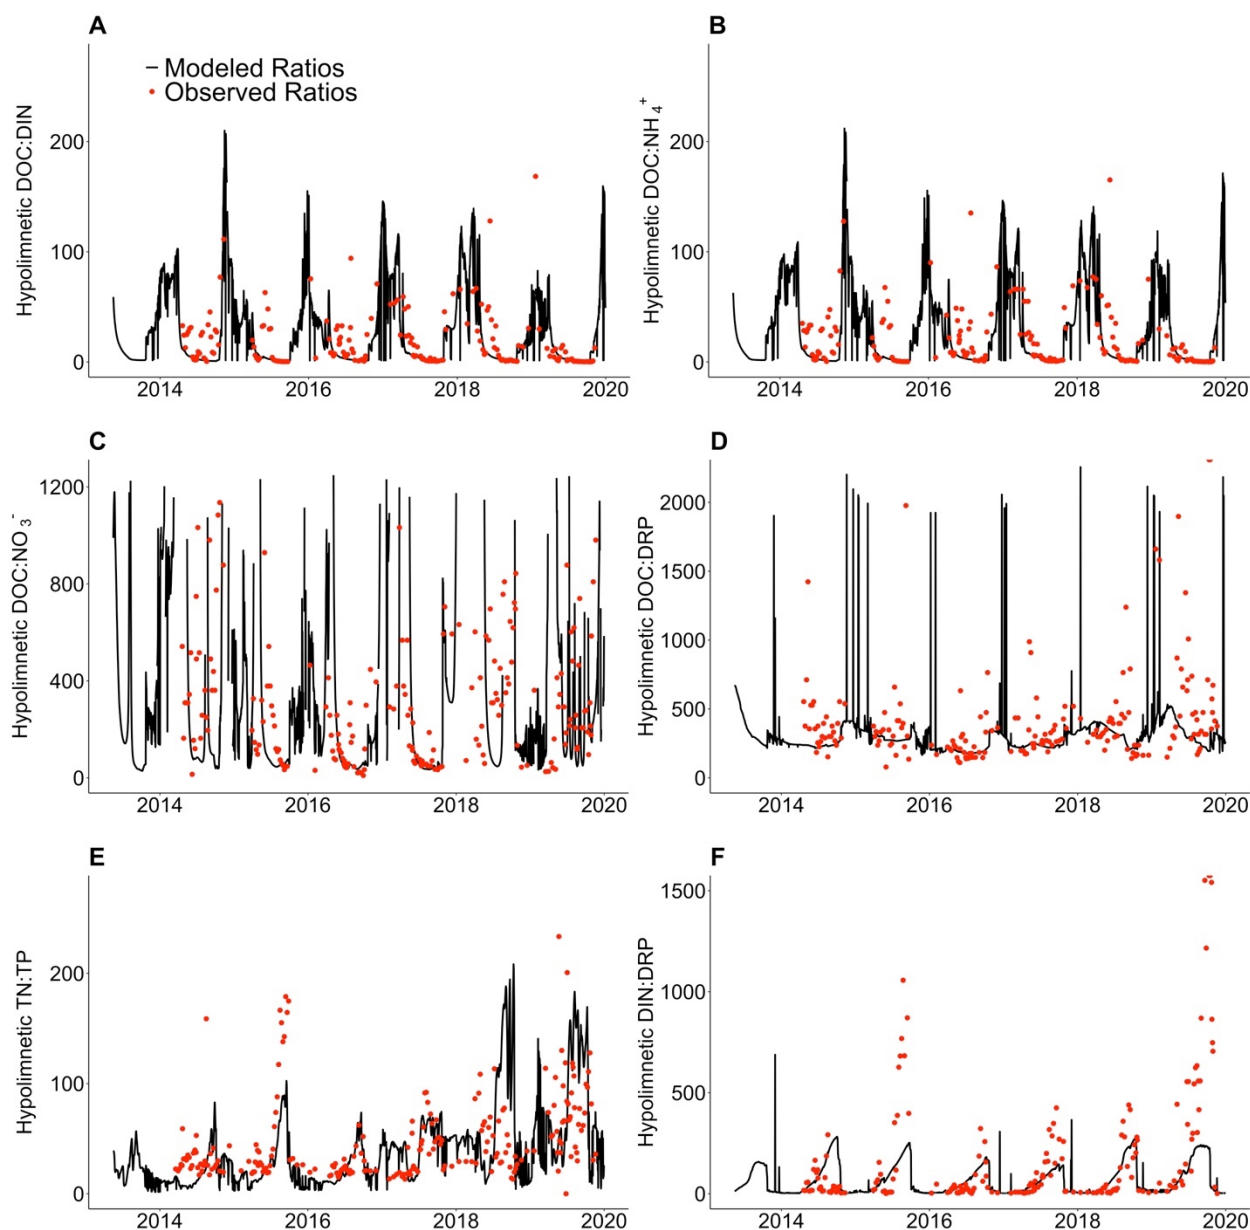 A
B
Modeled Ratios
Observed Ratios
Hypolimnetic DOC:DIN
200
100
0
2014 2016 2018 2020
Hypolimnetic DOC:NH4+
200
100
0
2014 2016 2018 2020
C
D
Hypolimnetic DOC:NO3-
1200
800
400
0
2014 2016 2018 2020
Hypolimnetic DOC:DRP
2000
1500
1000
500
0
2014 2016 2018 2020
E
F
Hypolimnetic TN:TP
200
100
0
2014 2016 2018 2020
Hypolimnetic DIN:DRP
1500
1000
500
0
2014 2016 2018 2020